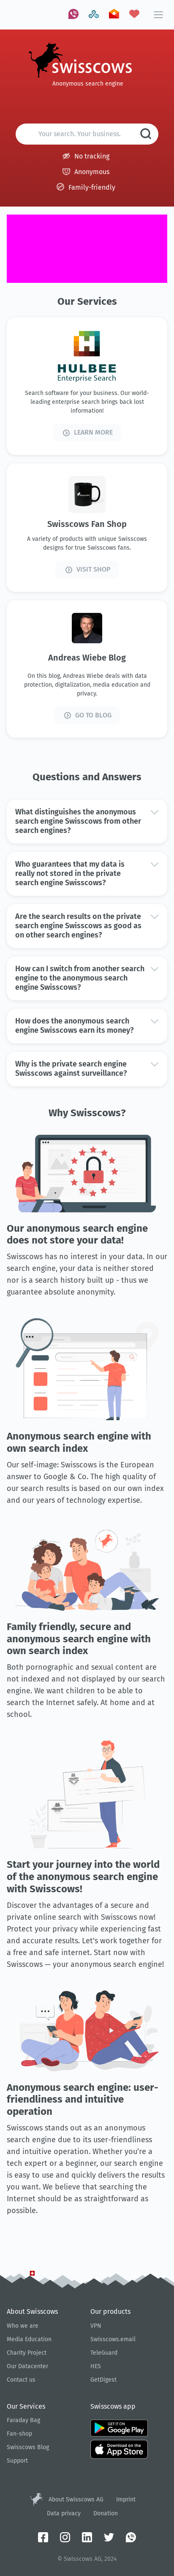 swisscows
Anonymous search engine
Your search. Your business.
No tracking
Anonymous
Family-friendly
Our Services
HULBEE
Enterprise Search
Search software for your business. Our world-
leading enterprise search brings back lost
information!
LEARN MORE
Swisscows Fan Shop
A variety of products with unique Swisscows
designs for true Swisscows fans.
VISIT SHOP
Andreas Wiebe Blog
On this blog, Andreas Wiebe deals with data
protection, digitalization, media education and
privacy.
GO TO BLOG
Questions and Answers
What distinguishes the anonymous
search engine Swisscows from other
search engines?
Who guarantees that my data is
really not stored in the private
search engine Swisscows?
Are the search results on the private
search engine Swisscows as good as
on other search engines?
How can I switch from another search
engine to the anonymous search
engine Swisscows?
How does the anonymous search
engine Swisscows earn its money?
Why is the private search engine
Swisscows against surveillance?
Why Swisscows?
Our anonymous search engine
does not store your data!
Swisscows has no interest in you data. In our
search engine, your data is neither stored
nor is a search history built up - thus we
guarantee absolute anonymity.
Anonymous search engine with
own search index
Our self-image: Swisscows is the European
answer to Google & Co. The high quality of
our search results is based on our own index
and our years of technology expertise.
Family friendly, secure and
anonymous search engine with
own search index
Both pornographic and sexual content are
not indexed and not displayed by our search
engine. We want children to be able to
search the Internet safely. At home and at
school.
Start your journey into the world
of the anonymous search engine
with Swisscows!
Discover the advantages of a secure and
private online search with Swisscows now!
Protect your privacy and experience fast and
accurate results. Let's work together for
a free and safe internet. Start now with
Swisscows — your anonymous search engine!
Anonymous search engine: user-
friendliness and intuitive
operation
Swisscows stands out as an anonymous
search engine due to its user-friendliness
and intuitive operation. Whether you're a
tech expert or a beginner, our search engine
is easy to use and quickly delivers the results
you want. We believe that searching the
Internet should be as straightforward as
possible.
About Swisscows
Who we are
Media Education
Charity Project
Our Datacenter
Contact us
Our products
VPN
Swisscows.email
TeleGuard
HES
GetDigest
Our Services
Faraday Bag
Fan-shop
Swisscows Blog
Support
Swisscows app
GET IT ON
Google Play
Download on the
App Store
About Swisscows AG
Imprint
Data privacy
Donation
© Swisscows AG, 2024